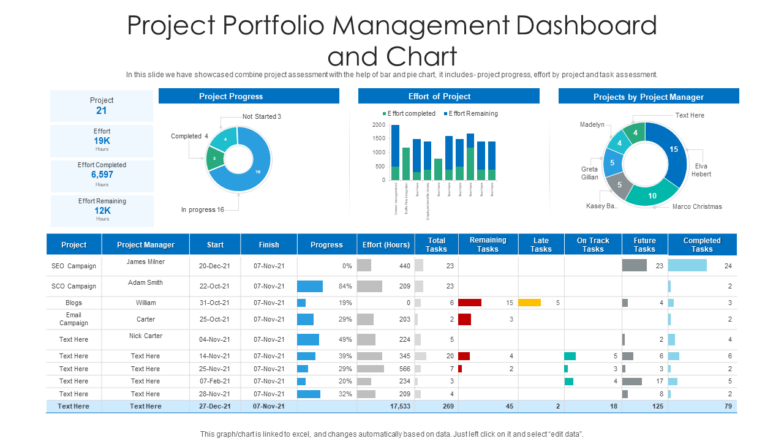 Project Portfolio Management Dashboard
and Chart
In this slide we have showcased combine project assessment with the help of bar and pie chart, it includes- project progress, effort by project and task assessment.
Project
21
Effort
19K
Hours
Effort Completed
6,597
Hours
Effort Remaining
12K
Hours
Project Progress
Not Started 3
Completed 4
In progress 16
Effort of Project
Effort completed Effort Remaining
2000
1500
1000
500
0
Projects by Project Manager
Text Here
Madelyn
Greta
Gillian
Kasey Ba..
Elva
Hebert
Marco Christmas
4
4
5
5
10
15
Project Project Manager Start Finish Progress Effort (Hours) Total Tasks Remaining Tasks Late Tasks On Track Tasks Future Tasks Completed Tasks
SEO Campaign James Milner 20-Dec-21 07-Nov-21 0% 440 23 23 24
SCO Campaign Adam Smith 22-Oct-21 07-Nov-21 84% 209 23 2
Blogs William 31-Oct-21 07-Nov-21 19% 0 6 15 5 4 3
Email Campaign Carter 25-Oct-21 07-Nov-21 29% 203 2 3 2
Text Here Nick Carter 04-Nov-21 07-Nov-21 49% 224 5 2 4
Text Here Text Here 14-Nov-21 07-Nov-21 39% 345 20 4 5 6 6
Text Here Text Here 25-Nov-21 07-Nov-21 29% 566 7 2 3 3 2
Text Here Text Here 07-Feb-21 07-Nov-21 20% 234 3 4 17 5
Text Here Text Here 28-Nov-21 07-Nov-21 32% 209 4 8 2
Text Here Text Here 27-Dec-21 07-Nov-21 17,533 269 45 2 18 125 79
This graph/chart is linked to excel, and changes automatically based on data. Just left click on it and select "edit data".